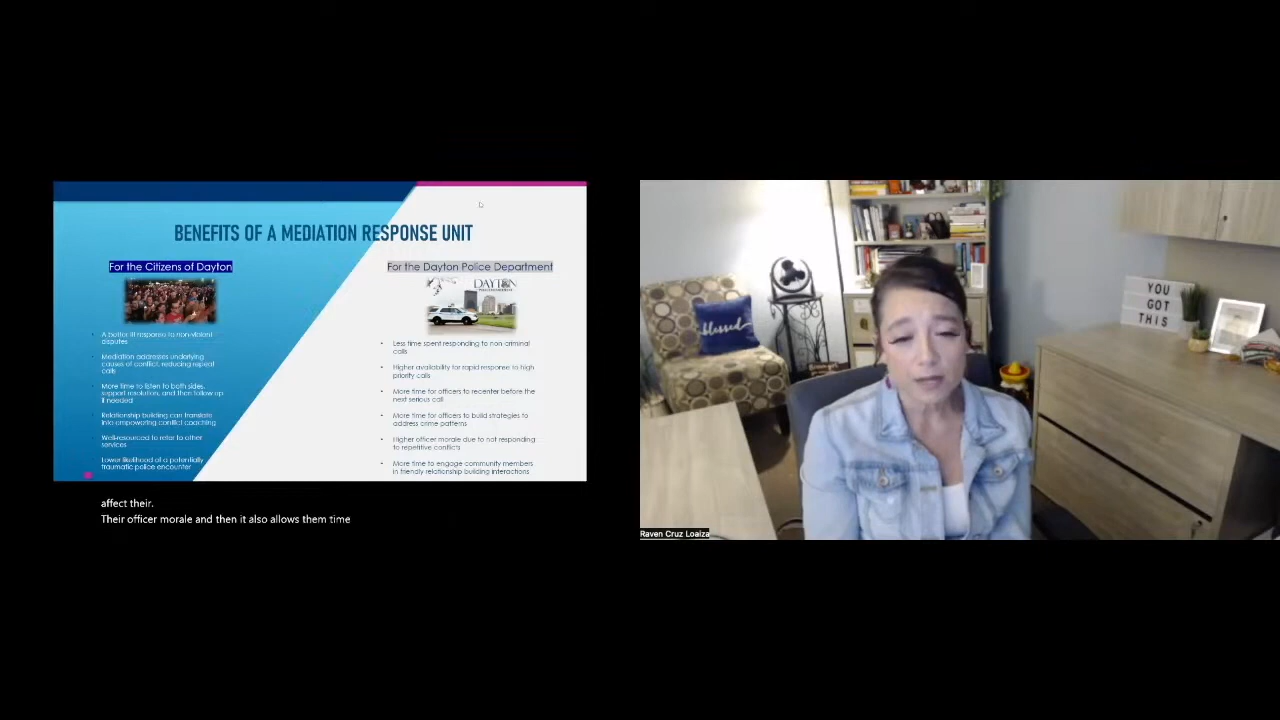 BENEFITS OF A MEDIATION RESPONSE UNIT
For the Citizens of Dayton
A better fit response to non-violent
disputes
Mediation addresses underlying
causes of conflict, reducing repeat
calls
More time to listen to both sides,
support resolution, and then follow up
if needed
Relationship building can translate
into empowering conflict coaching
Well-resourced to refer to other
services
Lower likelihood of a potentially
traumatic police encounter
For the Dayton Police Department
DAYTON
Less time spent responding to non criminal
calls
Higher availability for rapid response to high
priority calls
More time for officers to recenter before the
next serious call
More time for officers to build strategies to
address crime patterns
Higher officer morale due to not responding
to repetitive conflicts
More time to engage community members
in friendly relationship building interactions
affect their.
Their officer morale and then it also allows them time
blessed
YOU
GOT
THIS
Raven Cruz Loaiza